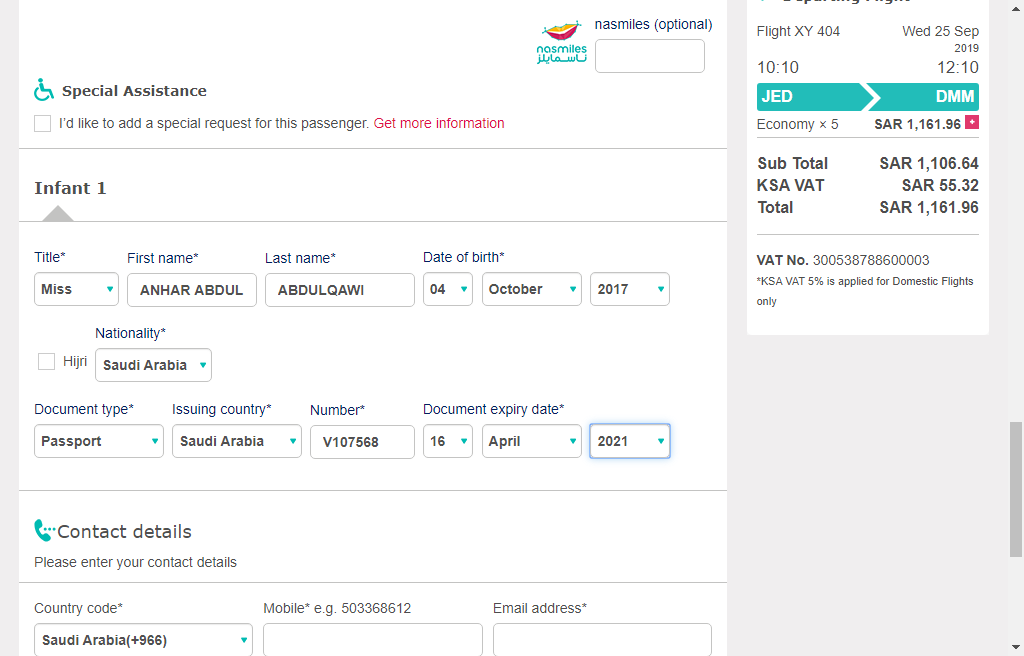 nasmiles (optional)
nasmiles
ناسمايلز
Special Assistance
I'd like to add a special request for this passenger. Get more information
Infant 1
Title* First name* Last name* Date of birth*
Miss ANHAR ABDUL ABDULQAWI 04 October 2017
Nationality*
Hijri Saudi Arabia
Document type* Issuing country* Number* Document expiry date*
Passport Saudi Arabia V107568 16 April 2021
Contact details
Please enter your contact details
Country code* Mobile* e.g. 503368612 Email address*
Saudi Arabia(+966)
Departing Flight
Flight XY 404 Wed 25 Sep
2019
10:10 12:10
JED DMM
Economy × 5 SAR 1,161.96 +
Sub Total SAR 1,106.64
KSA VAT SAR 55.32
Total SAR 1,161.96
VAT No. 300538788600003
*KSA VAT 5% is applied for Domestic Flights
only